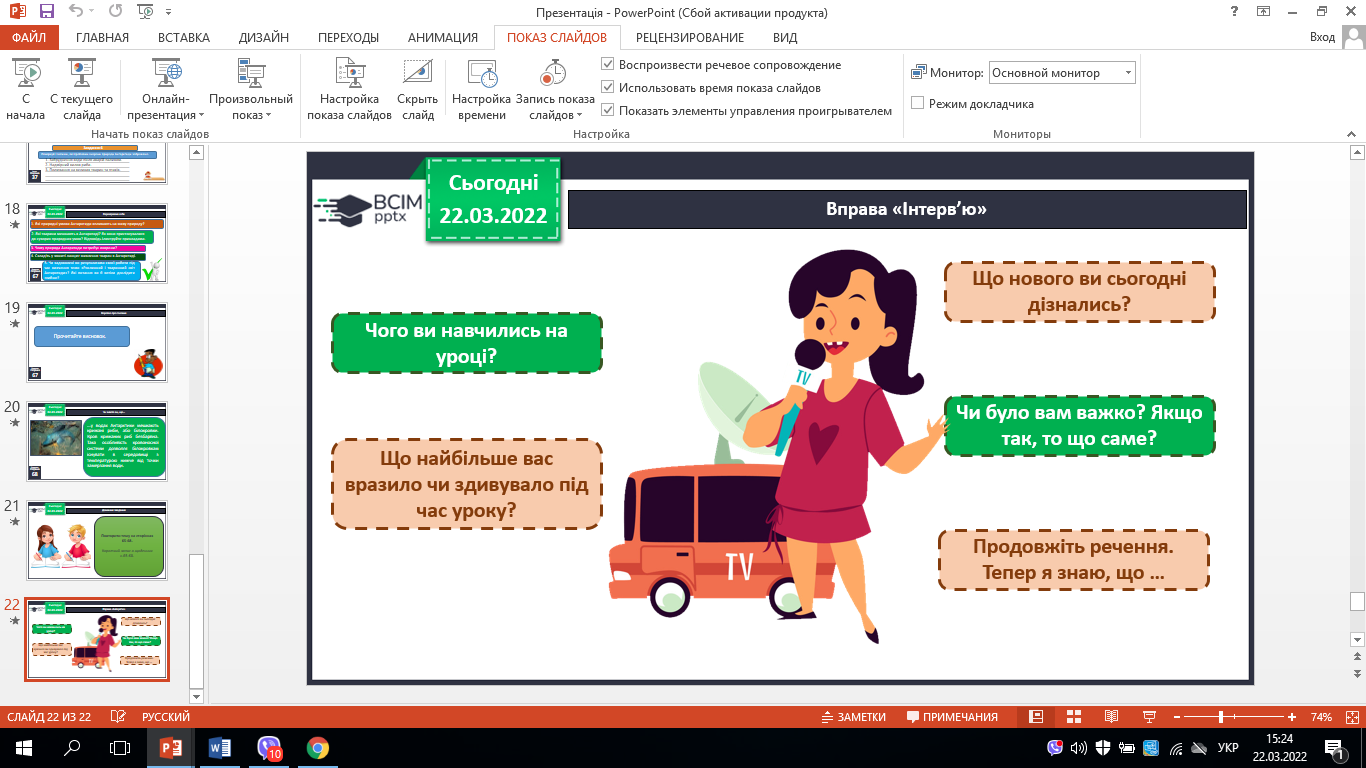 Презентація - PowerPoint (Сбой активации продукта)
ФАЙЛ ГЛАВНАЯ ВСТАВКА ДИЗАЙН ПЕРЕХОДЫ АНИМАЦИЯ ПОКАЗ СЛАЙДОВ РЕЦЕНЗИРОВАНИЕ ВИД Вход
С начала
С текущего слайда
Онлайн-презентация
Произвольный показ
Начать показ слайдов
Настройка показа слайдов
Скрыть слайд
Настройка времени
Запись показа слайдов
Воспроизвести речевое сопровождение
Использовать время показа слайдов
Показать элементы управления проигрывателем
Настройка
Монитор: Основной монитор
Режим докладчика
Мониторы
18
19
Прочитайте висновок.
20
21
22
Сьогодні
22.03.2022
ВСІМ
pptx
Вправа «Інтерв’ю»
Чого ви навчились на
уроці?
Що найбільше вас
вразило чи здивувало під
час уроку?
Що нового ви сьогодні
дізнались?
Чи було вам важко? Якщо
так, то що саме?
Продовжіть речення.
Тепер я знаю, що …
TV
TV
СЛАЙД 22 ИЗ 22 РУССКИЙ ЗАМЕТКИ ПРИМЕЧАНИЯ 74%
10
УКР
15:24
22.03.2022
1